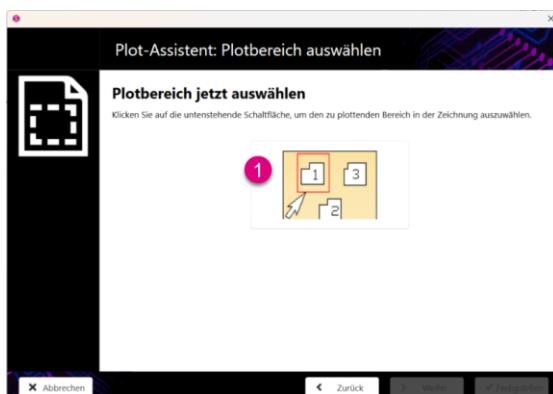 Plot-Assistent: Plotbereich auswählen
Plotbereich jetzt auswählen
Klicken Sie auf die untenstehende Schaltfläche, um den zu plottenden Bereich in der Zeichnung auszuwählen.
1
1 3
2
Abbrechen
Zurück
Weiter
Fertigstellen